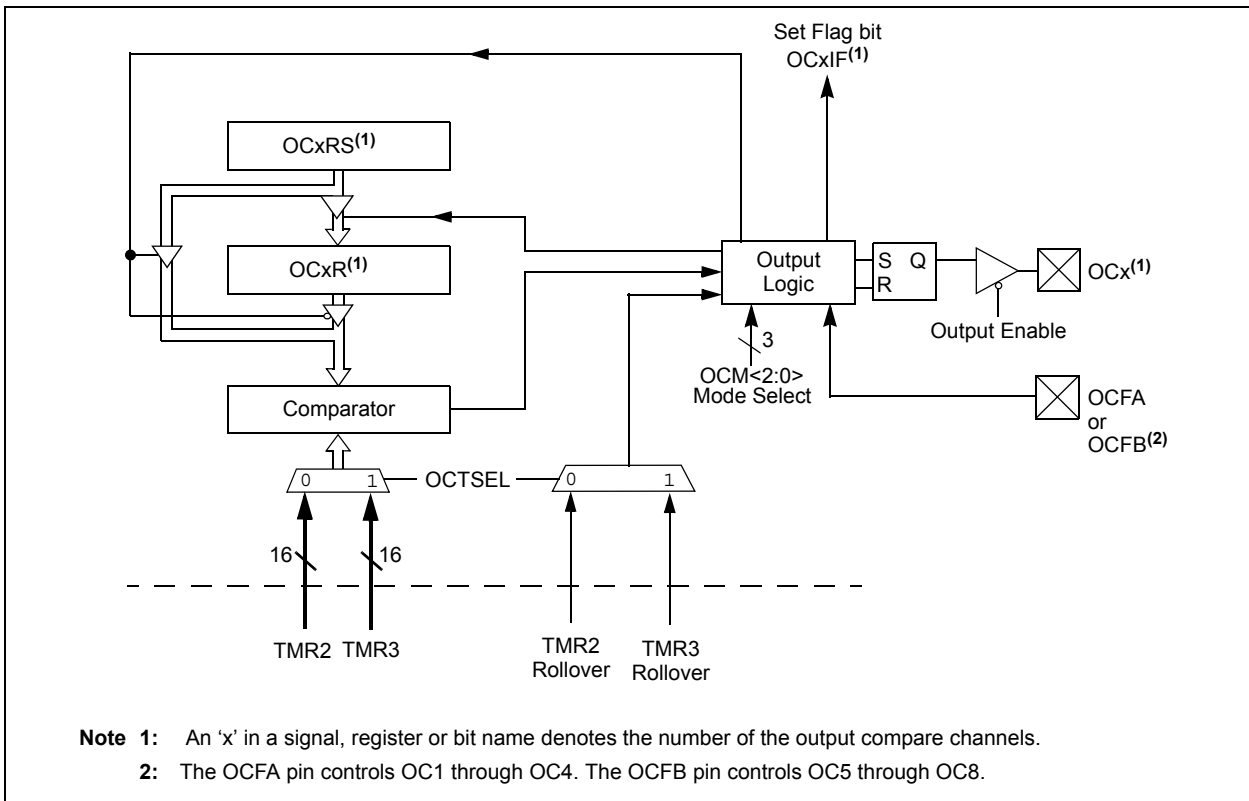 Set Flag bit
OCxIF(1)
OCxRS(1)
OCxR(1)
Output
Logic
S Q
R
OCx(1)
Output Enable
3
OCM<2:0>
Mode Select
OCFA
or
OCFB(2)
Comparator
0 1
OCTSEL
0 1
16
16
TMR2
TMR3
TMR2
Rollover
TMR3
Rollover
Note 1: An ‘x’ in a signal, register or bit name denotes the number of the output compare channels.
2: The OCFA pin controls OC1 through OC4. The OCFB pin controls OC5 through OC8.